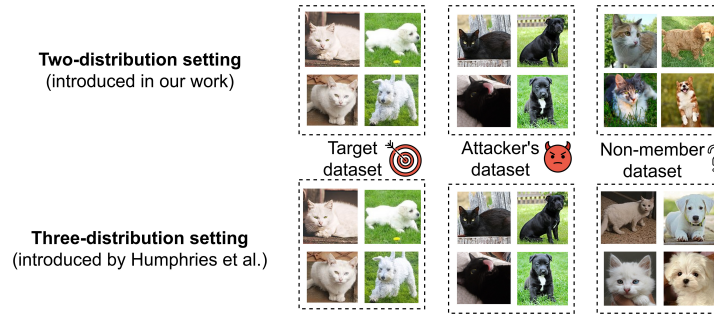 Two-distribution setting
(introduced in our work)
Target
dataset
Attacker's
dataset
Non-member
dataset
Three-distribution setting
(introduced by Humphries et al.)